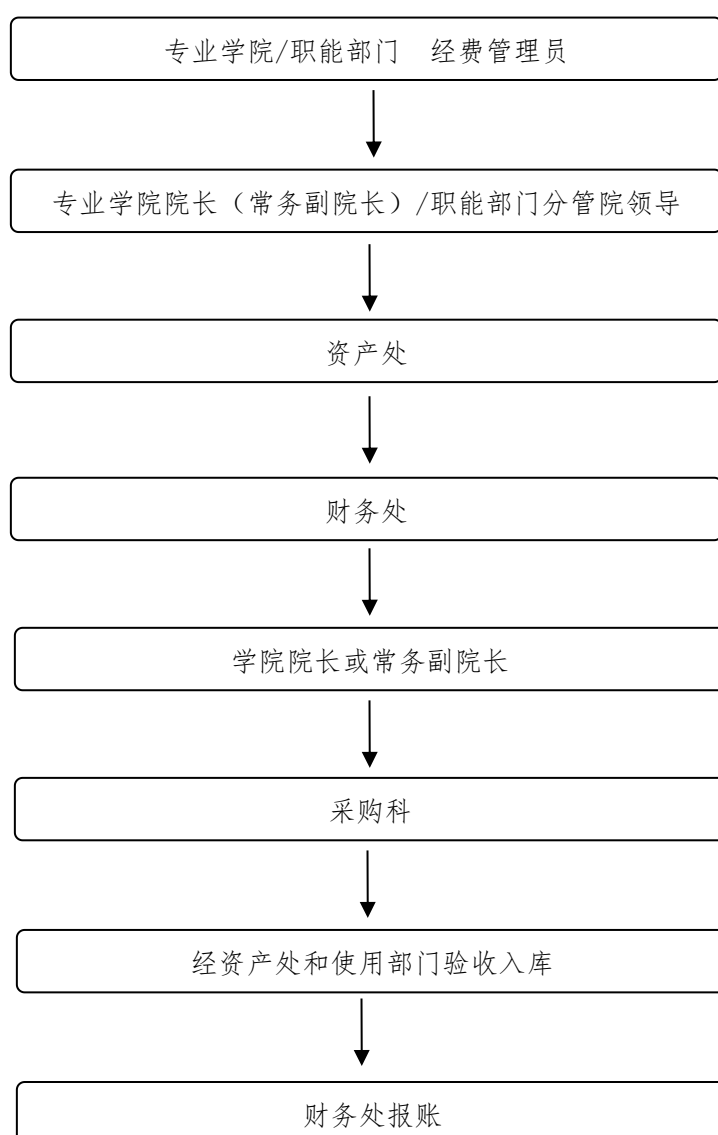 专业学院/职能部门　经费管理员
专业学院院长（常务副院长）/职能部门分管院领导
资产处
财务处
学院院长或常务副院长
采购科
经资产处和使用部门验收入库
财务处报账